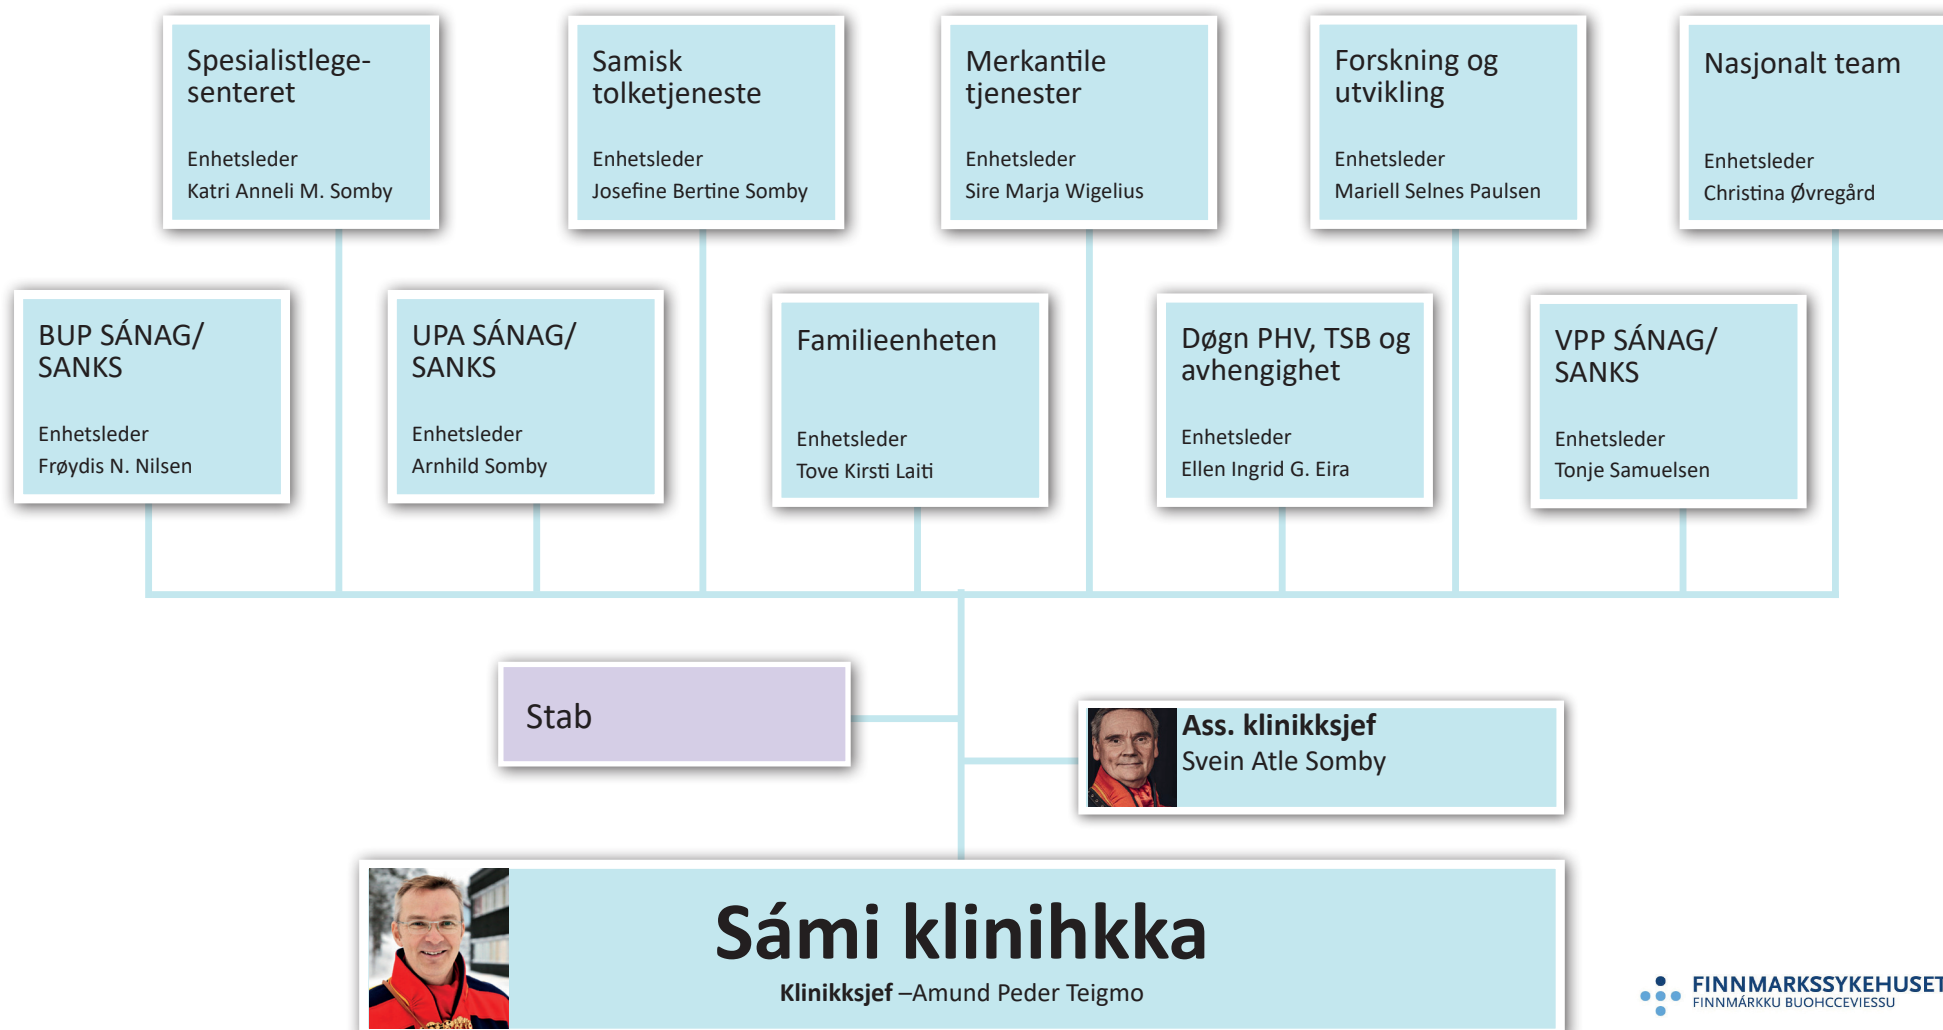 Spesialistlege-
senteret
Enhetsleder
Katri Anneli M. Somby
Samisk
tolketjeneste
Enhetsleder
Josefine Bertine Somby
Merkantile
tjenester
Enhetsleder
Sire Marja Wigelius
Forskning og
utvikling
Enhetsleder
Mariell Selnes Paulsen
Nasjonalt team
Enhetsleder
Christina Øvregård
BUP SÁNAG/
SANKS
Enhetsleder
Frøydis N. Nilsen
UPA SÁNAG/
SANKS
Enhetsleder
Arnhild Somby
Familieenheten
Enhetsleder
Tove Kirsti Laiti
Døgn PHV, TSB og
avhengighet
Enhetsleder
Ellen Ingrid G. Eira
VPP SÁNAG/
SANKS
Enhetsleder
Tonje Samuelsen
Stab
Ass. klinikksjef
Svein Atle Somby
Sámi klinihkka
Klinikksjef –Amund Peder Teigmo
FINNMARKSSYKEHUSET
FINNMÁRKKU BUOHCCEVIESSU